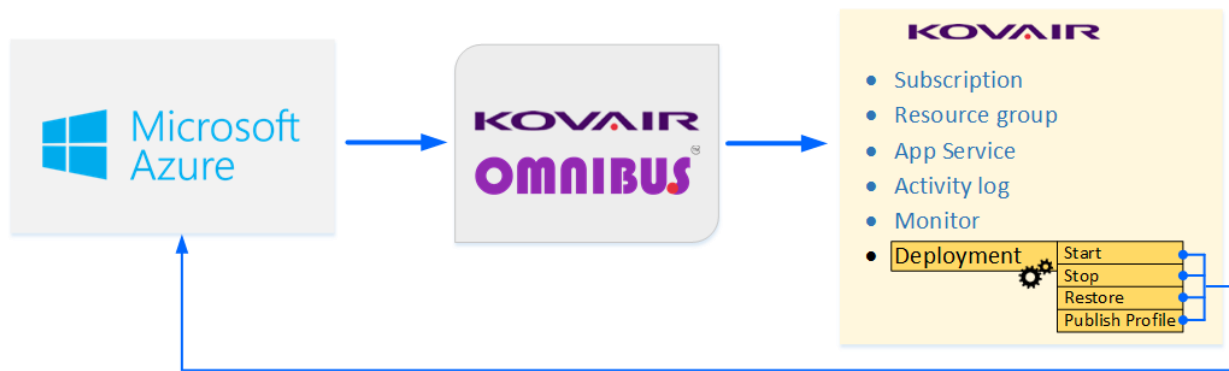 Microsoft
Azure
KOVAIR
OMNIBUS
KOVAIR
Subscription
Resource group
App Service
Activity log
Monitor
Deployment
Start
Stop
Restore
Publish Profile